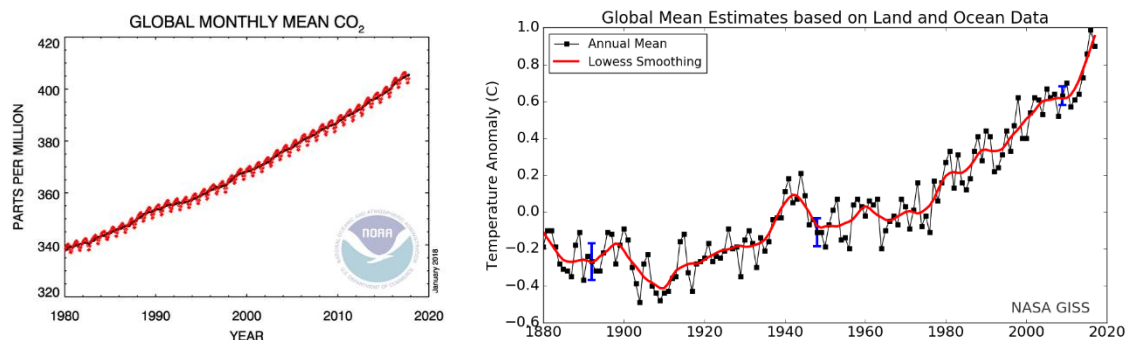 GLOBAL MONTHLY MEAN CO₂
PARTS PER MILLION
420
400
380
360
340
320
1980
1990
2000
2010
2020
YEAR
NOAA
January 2018
Global Mean Estimates based on Land and Ocean Data
Annual Mean
Lowess Smoothing
Temperature Anomaly (C)
1.0
0.8
0.6
0.4
0.2
0.0
−0.2
−0.4
−0.6
1880
1900
1920
1940
1960
1980
2000
2020
NASA GISS